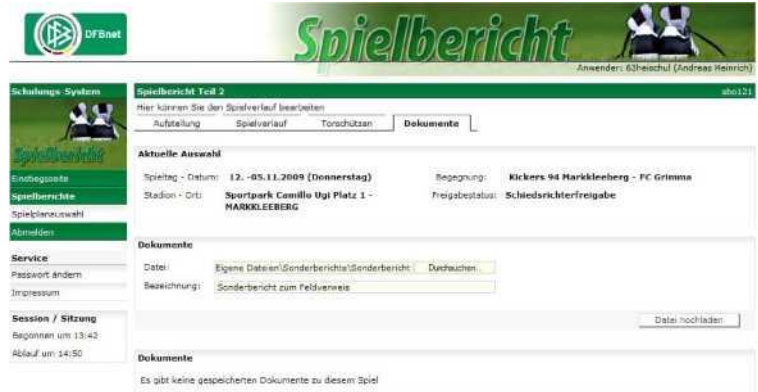 DFBnet
Spielbericht
Anwender: 63heischul (Andreas Heinrich)
Schulungs System
Spielbericht
Einstiegsseite
Spielberichte
Spielplanauswahl
Abmelden
Service
Passwort ändern
Impressum
Session / Sitzung
Begonnen um 13:42
Ablauf um 14:50
Spielbericht Teil 2
abo121
Hier können Sie den Spielverlauf bearbeiten
Aufstellung Spielverlauf Torschützen Dokumente
Aktuelle Auswahl
Spieltag - Datum: 12. -05.11.2009 (Donnerstag) Begegnung: Kickers 94 Markkleeberg - FC Grimma
Stadion - Ort: Sportpark Camillo Ugi Platz 1 - Freigabestatus: Schiedsrichterfreigabe
MARKKLEEBERG
Dokumente
Datei: Eigene Dateien\Sonderberichte\Sonderbericht Durchsuchen
Bezeichnung: Sonderbericht zum Feldverweis
Datei hochladen
Dokumente
Es gibt keine gespeicherten Dokumente zu diesem Spiel